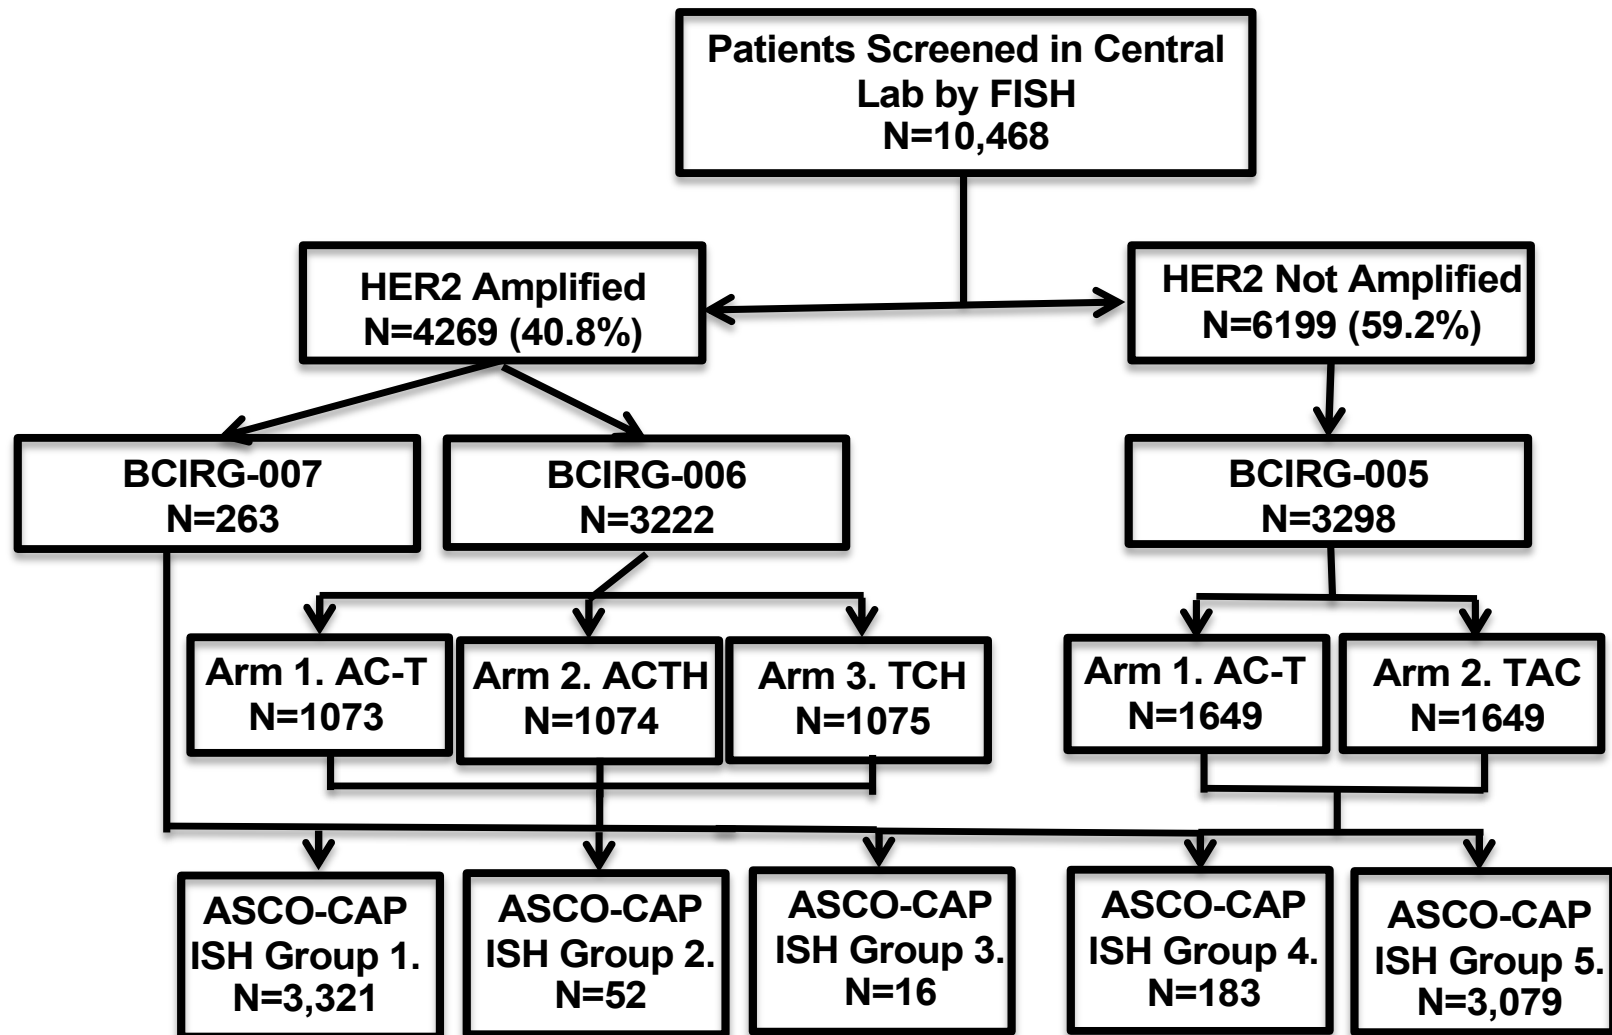 Patients Screened in Central
Lab by FISH
N=10,468
HER2 Amplified
N=4269 (40.8%)
HER2 Not Amplified
N=6199 (59.2%)
BCIRG-007
N=263
BCIRG-006
N=3222
BCIRG-005
N=3298
Arm 1. AC-T
N=1073
Arm 2. ACTH
N=1074
Arm 3. TCH
N=1075
Arm 1. AC-T
N=1649
Arm 2. TAC
N=1649
ASCO-CAP
ISH Group 1.
N=3,321
ASCO-CAP
ISH Group 2.
N=52
ASCO-CAP
ISH Group 3.
N=16
ASCO-CAP
ISH Group 4.
N=183
ASCO-CAP
ISH Group 5.
N=3,079